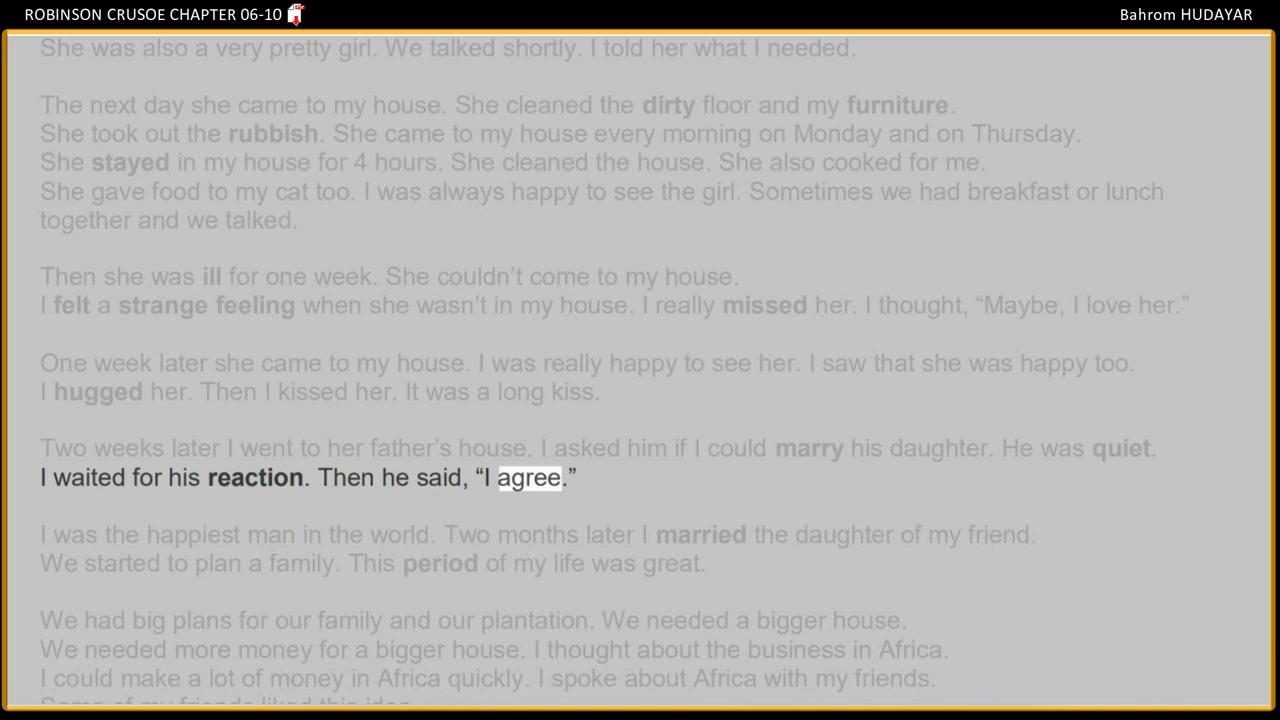 ROBINSON CRUSOE CHAPTER 06-10
Bahrom HUDAYAR
She was also a very pretty girl. We talked shortly. I told her what I needed.
The next day she came to my house. She cleaned the dirty floor and my furniture.
She took out the rubbish. She came to my house every morning on Monday and on Thursday.
She stayed in my house for 4 hours. She cleaned the house. She also cooked for me.
She gave food to my cat too. I was always happy to see the girl. Sometimes we had breakfast or lunch
together and we talked.
Then she was ill for one week. She couldn’t come to my house.
I felt a strange feeling when she wasn’t in my house. I really missed her. I thought, “Maybe, I love her.”
One week later she came to my house. I was really happy to see her. I saw that she was happy too.
I hugged her. Then I kissed her. It was a long kiss.
Two weeks later I went to her father’s house. I asked him if I could marry his daughter. He was quiet.
I waited for his reaction. Then he said, “I agree.”
I was the happiest man in the world. Two months later I married the daughter of my friend.
We started to plan a family. This period of my life was great.
We had big plans for our family and our plantation. We needed a bigger house.
We needed more money for a bigger house. I thought about the business in Africa.
I could make a lot of money in Africa quickly. I spoke about Africa with my friends.
Some of my friends liked this idea.